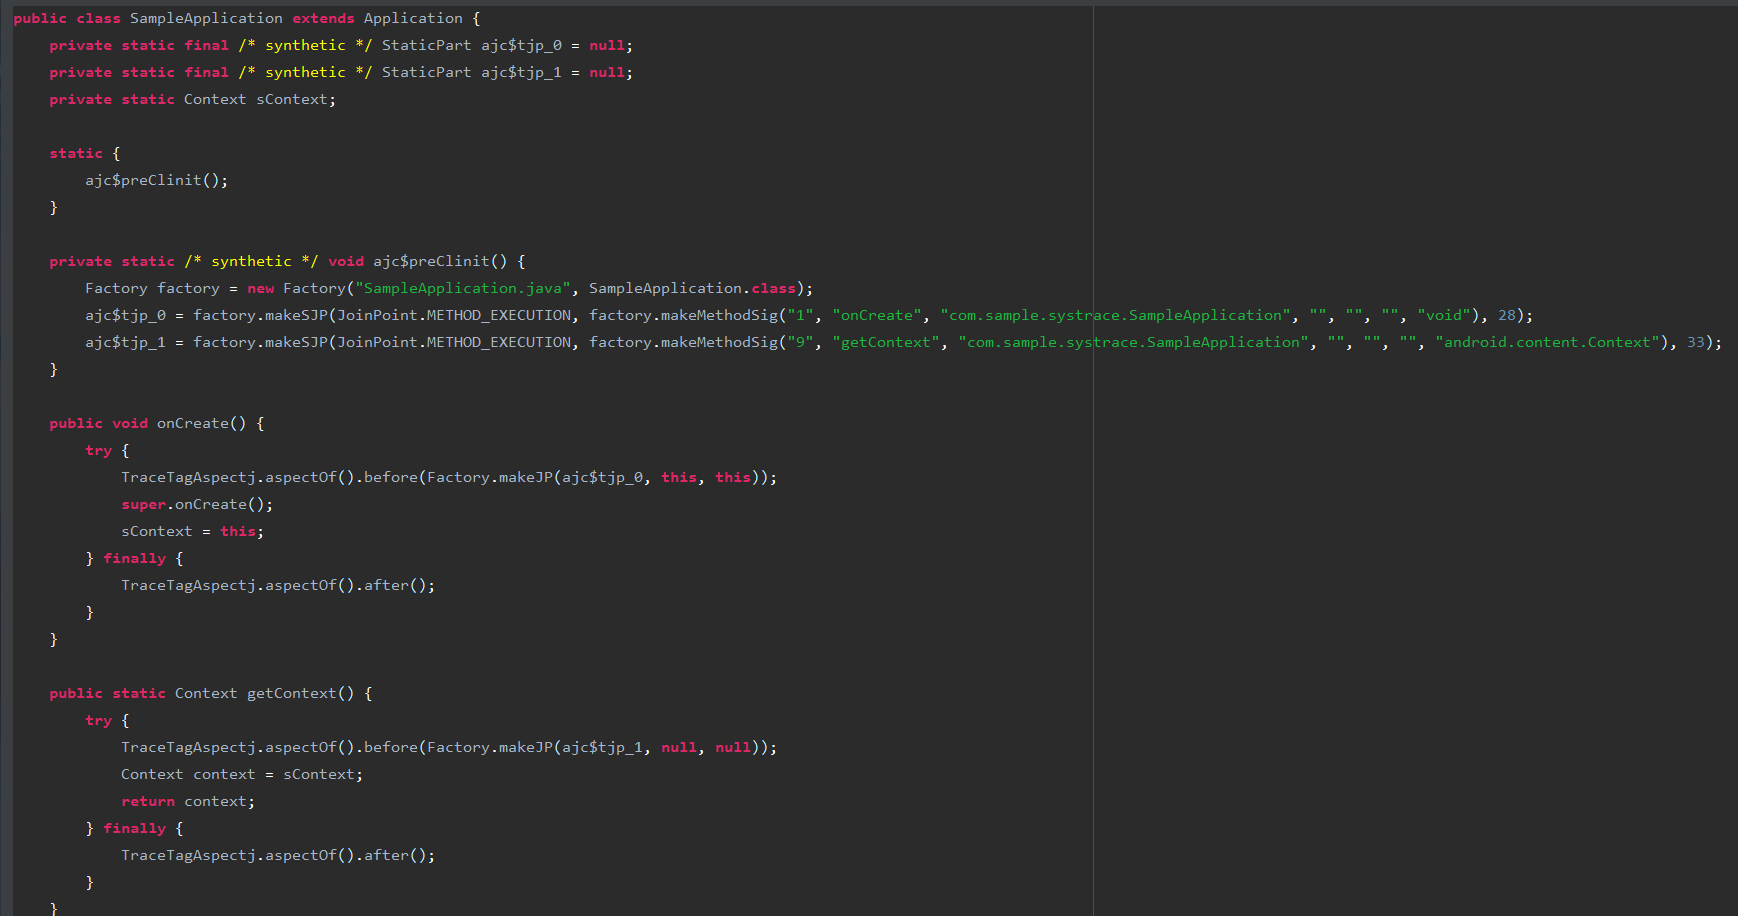 public class SampleApplication extends Application {
    private static final /* synthetic */ StaticPart ajc$tjp_0 = null;
    private static final /* synthetic */ StaticPart ajc$tjp_1 = null;
    private static Context sContext;

    static {
        ajc$preClinit();
    }

    private static /* synthetic */ void ajc$preClinit() {
        Factory factory = new Factory("SampleApplication.java", SampleApplication.class);
        ajc$tjp_0 = factory.makeSJP(JoinPoint.METHOD_EXECUTION, factory.makeMethodSig("1", "onCreate", "com.sample.systrace.SampleApplication", "", "", "", "void"), 28);
        ajc$tjp_1 = factory.makeSJP(JoinPoint.METHOD_EXECUTION, factory.makeMethodSig("9", "getContext", "com.sample.systrace.SampleApplication", "", "", "", "android.content.Context"), 33);
    }

    public void onCreate() {
        try {
            TraceTagAspectj.aspectOf().before(Factory.makeJP(ajc$tjp_0, this, this));
            super.onCreate();
            sContext = this;
        } finally {
            TraceTagAspectj.aspectOf().after();
        }
    }

    public static Context getContext() {
        try {
            TraceTagAspectj.aspectOf().before(Factory.makeJP(ajc$tjp_1, null, null));
            Context context = sContext;
            return context;
        } finally {
            TraceTagAspectj.aspectOf().after();
        }
    }